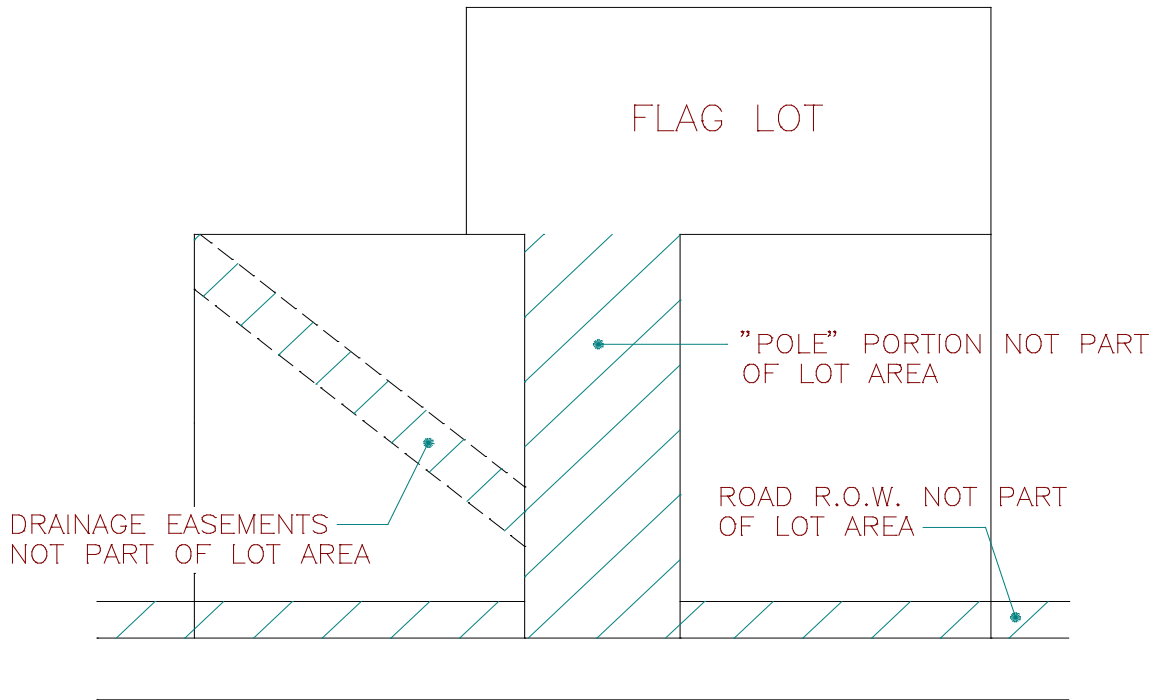 FLAG LOT
"POLE" PORTION NOT PART
OF LOT AREA
ROAD R.O.W. NOT PART
OF LOT AREA
DRAINAGE EASEMENTS
NOT PART OF LOT AREA